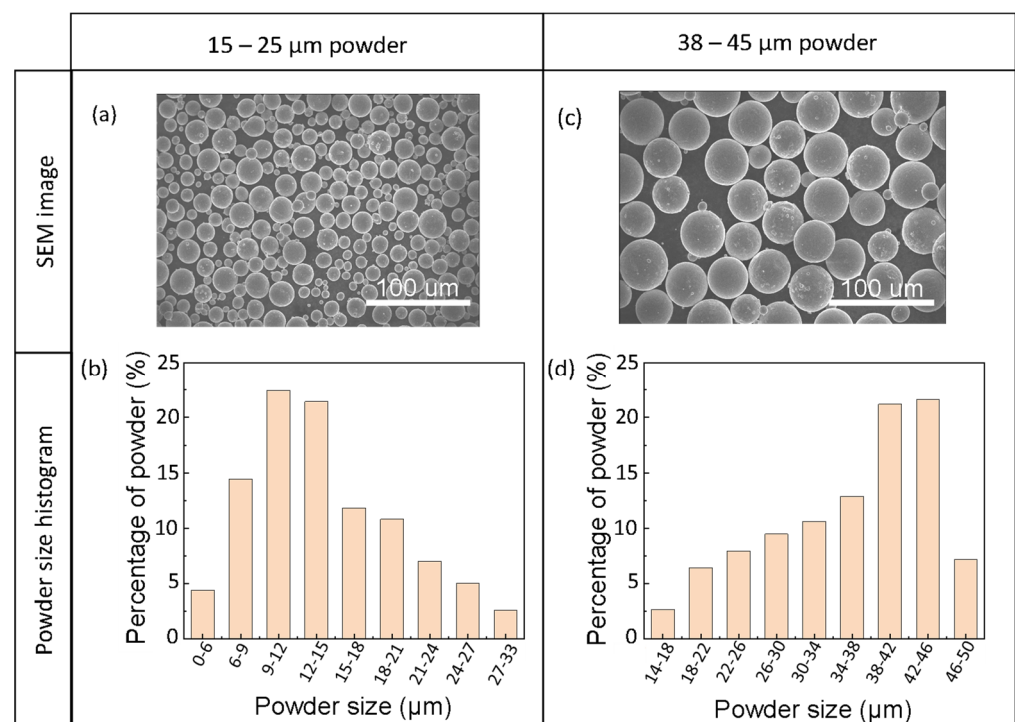 15 – 25 µm powder
38 – 45 µm powder
SEM image
(a)
100 um
(c)
100 um
Powder size histogram
(b)
Percentage of powder (%)
25
20
15
10
5
0
0-6
6-9
9-12
12-15
15-18
18-21
21-24
24-27
27-33
Powder size (µm)
(d)
Percentage of powder (%)
25
20
15
10
5
0
14-18
18-22
22-26
26-30
30-34
34-38
38-42
42-46
46-50
Powder size (µm)